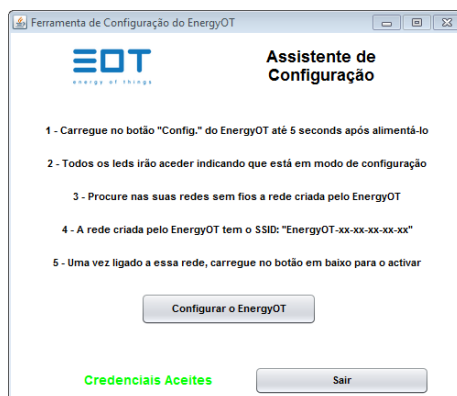 Ferramenta de Configuração do EnergyOT
EOT
energy of things
Assistente de
Configuração
1 - Carregue no botão "Config." do EnergyOT até 5 seconds após alimentá-lo
2 - Todos os leds irão aceder indicando que está em modo de configuração
3 - Procure nas suas redes sem fios a rede criada pelo EnergyOT
4 - A rede criada pelo EnergyOT tem o SSID: "EnergyOT-xx-xx-xx-xx-xx"
5 - Uma vez ligado a essa rede, carregue no botão em baixo para o activar
Configurar o EnergyOT
Credenciais Aceites
Sair